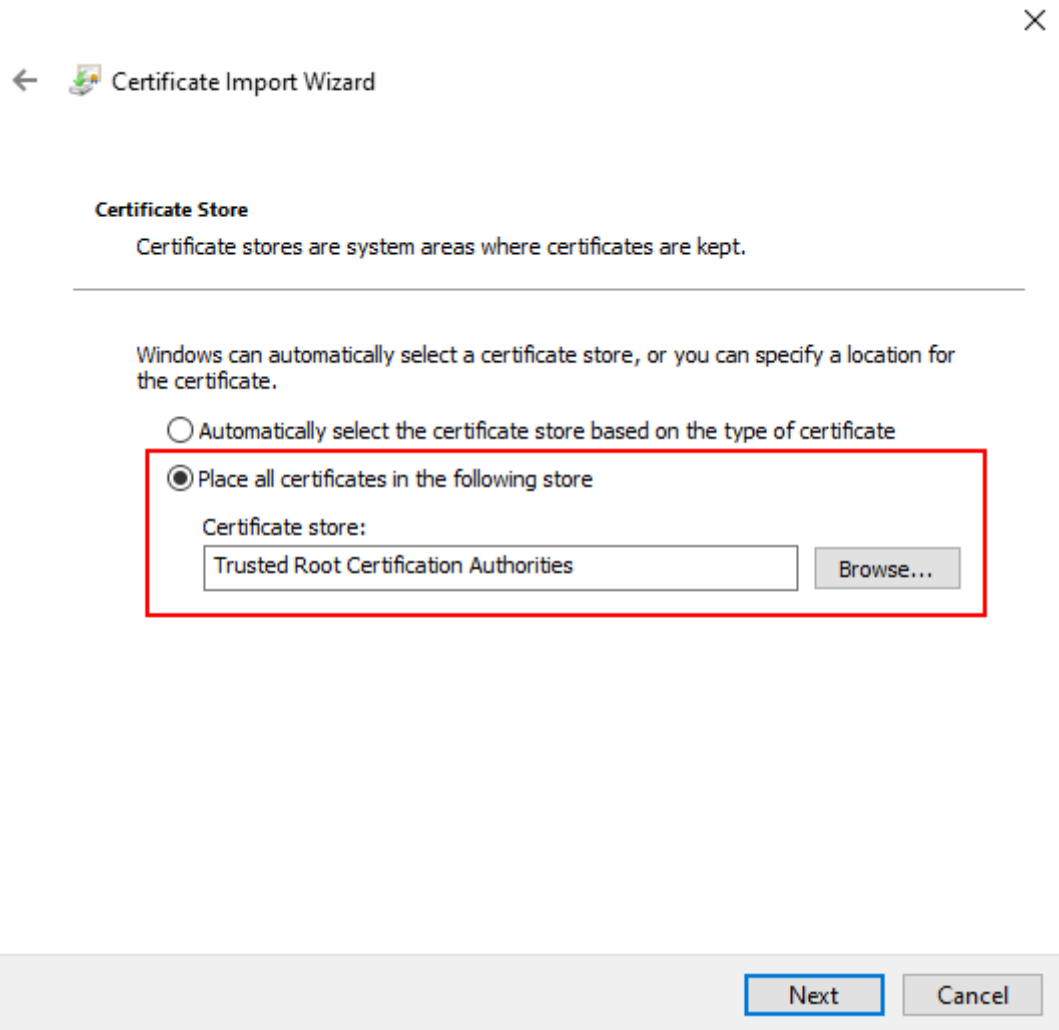 Certificate Import Wizard
Certificate Store
Certificate stores are system areas where certificates are kept.
Windows can automatically select a certificate store, or you can specify a location for
the certificate.
Automatically select the certificate store based on the type of certificate
Place all certificates in the following store
Certificate store:
Trusted Root Certification Authorities
Browse...
Next
Cancel